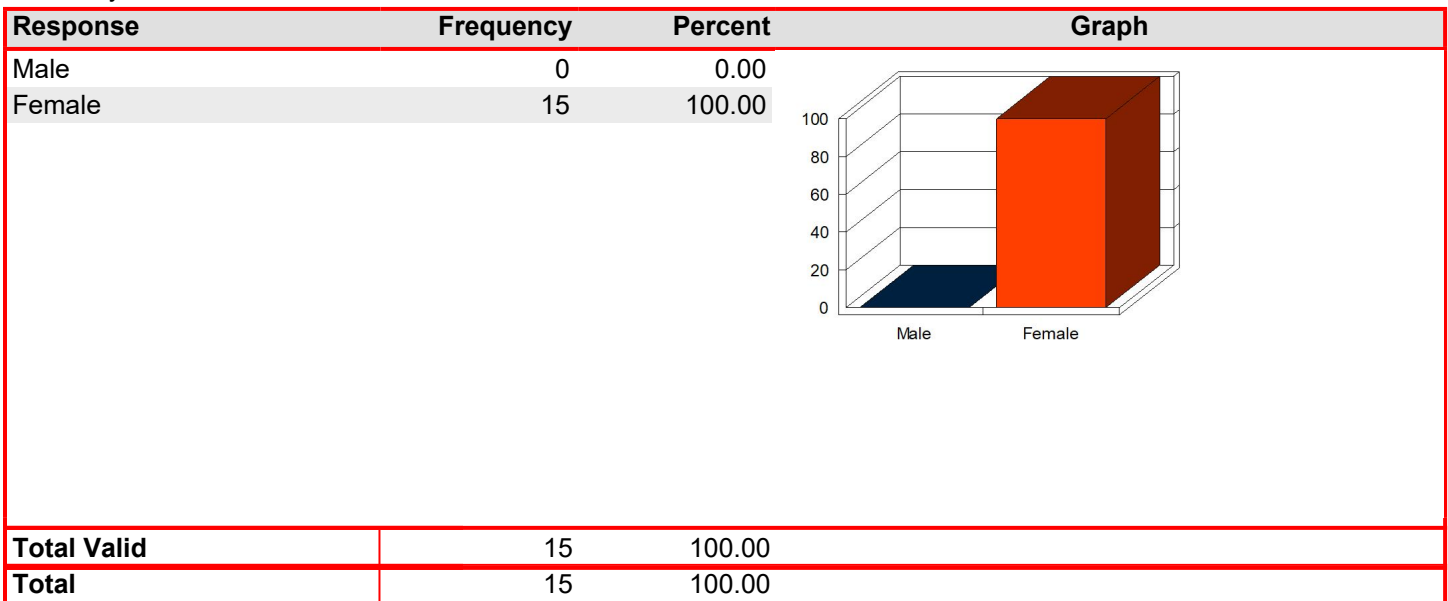 Response Frequency Percent Graph
Male 0 0.00
Female 15 100.00
100
80
60
40
20
0
Male Female
Total Valid 15 100.00
Total 15 100.00